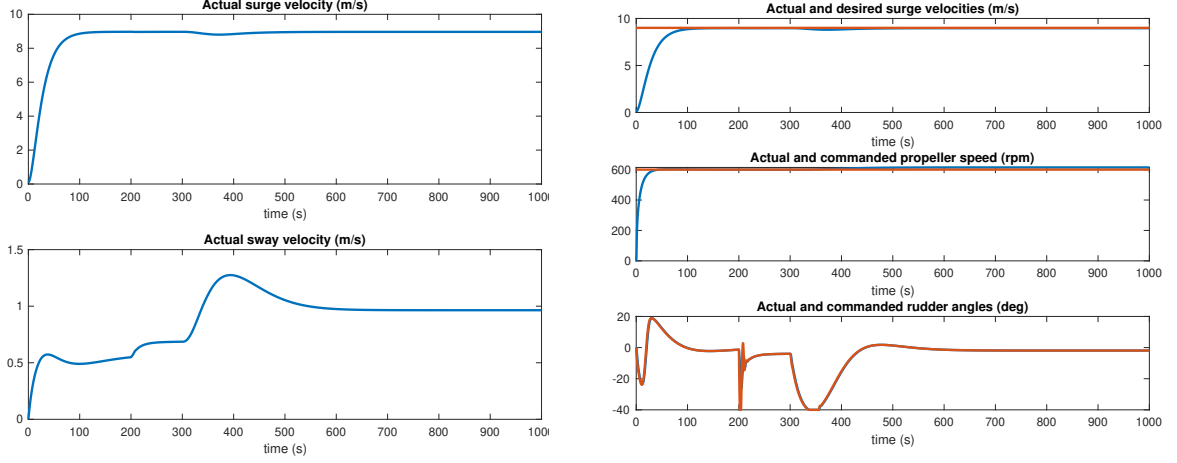 Actual surge velocity (m/s)
10
8
6
4
2
0
0 100 200 300 400 500 600 700 800 900 100
time (s)
Actual sway velocity (m/s)
1.5
1
0.5
0
0 100 200 300 400 500 600 700 800 900 100
time (s)
Actual and desired surge velocities (m/s)
10
5
0
0 100 200 300 400 500 600 700 800 900 1000
time (s)
Actual and commanded propeller speed (rpm)
600
400
200
0
0 100 200 300 400 500 600 700 800 900 1000
time (s)
Actual and commanded rudder angles (deg)
20
0
-20
-40
0 100 200 300 400 500 600 700 800 900 1000
time (s)